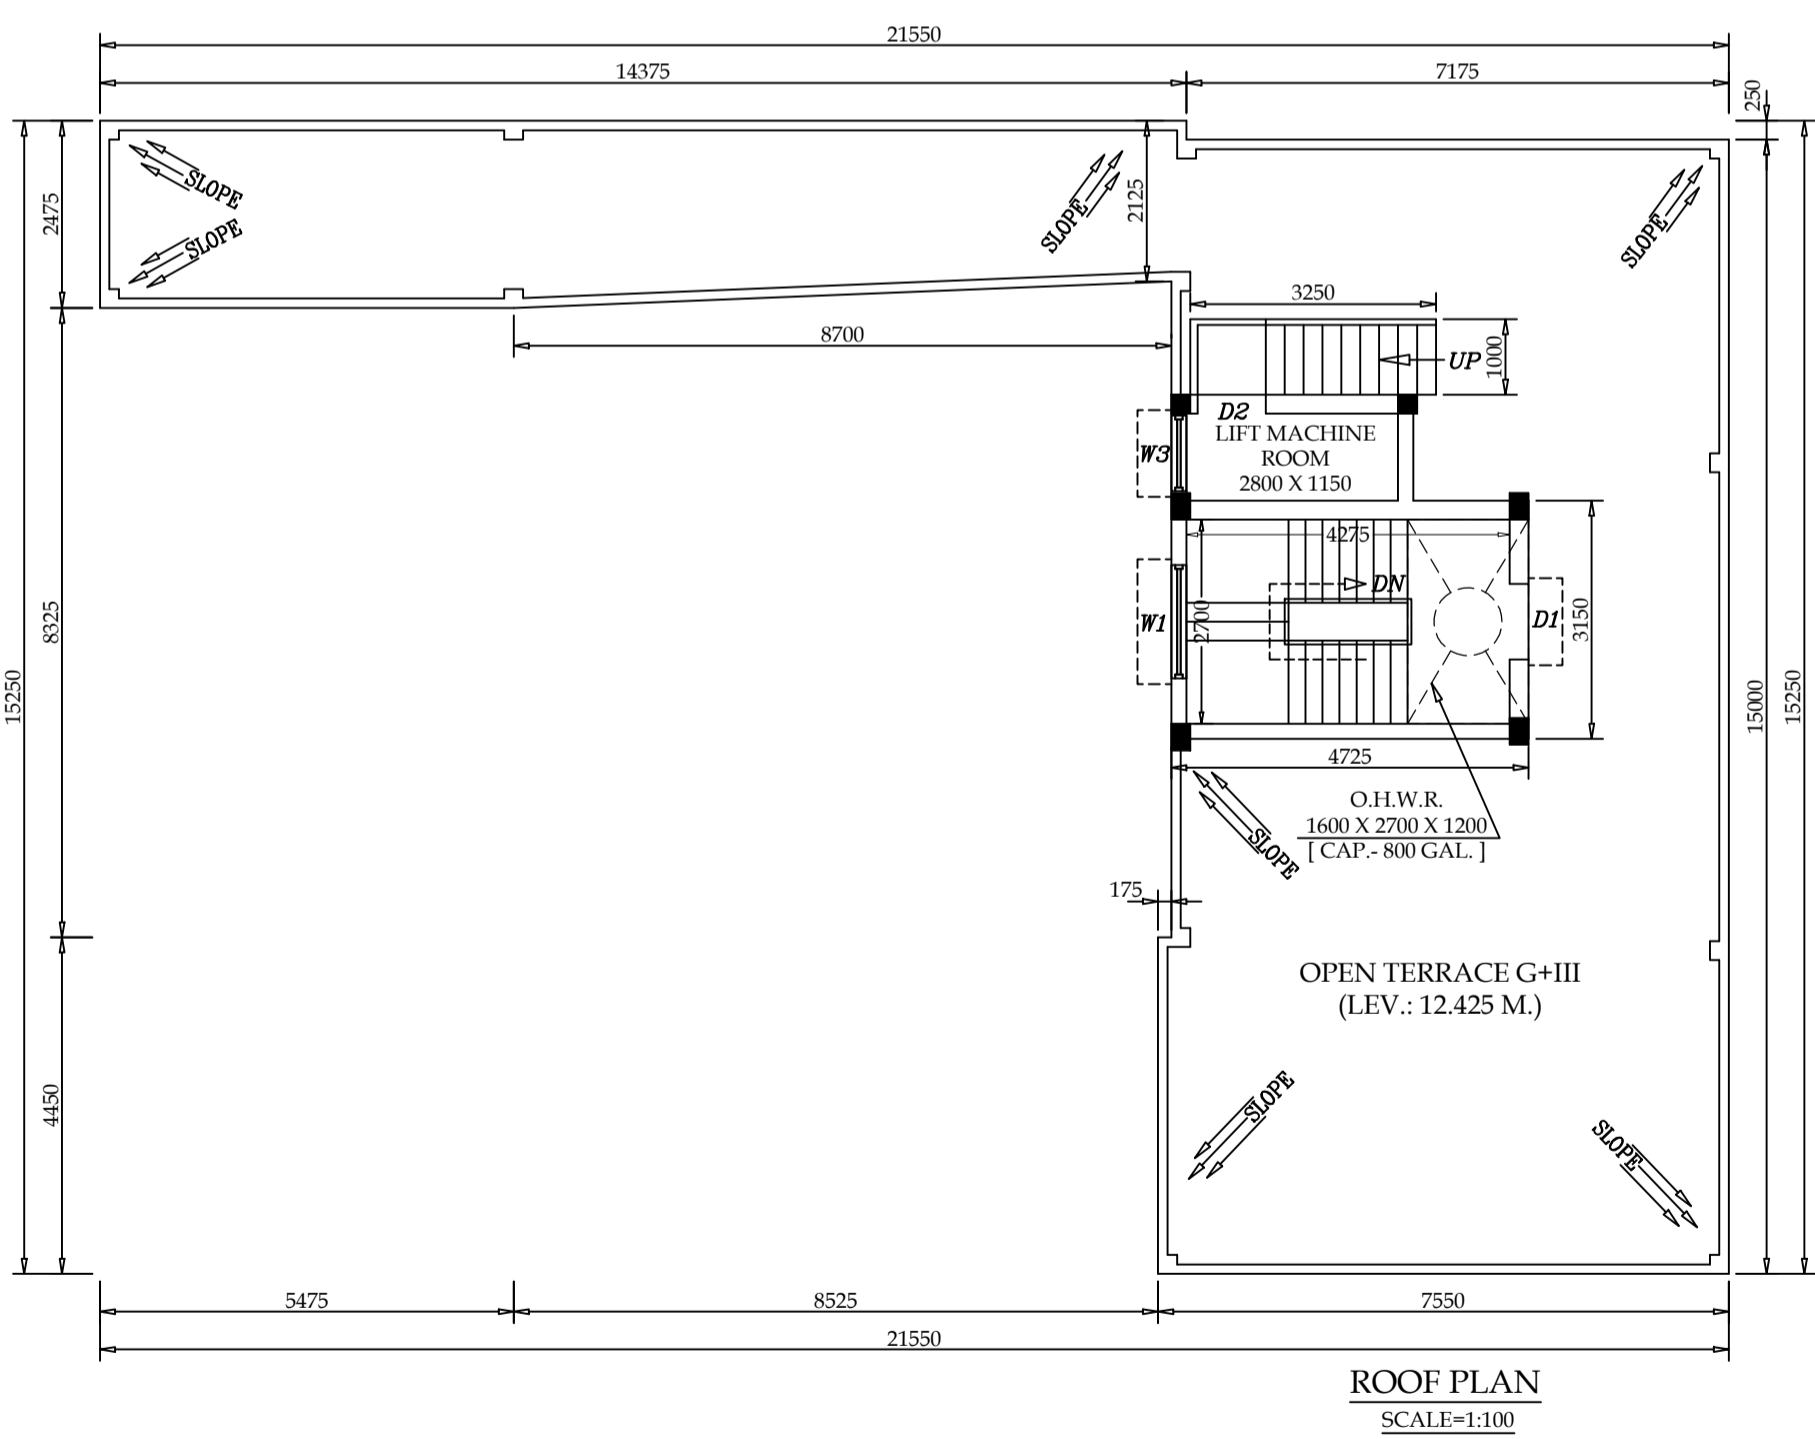 21550
14375
7175
250
SLOPE
SLOPE
2475
2125
SLOPE
SLOPE
3250
8700
UP
1000
D2
LIFT MACHINE
ROOM
2800 X 1150
W3
4275
DN
2700
W1
D1
3150
8325
15250
15000
15250
4725
O.H.W.R.
1600 X 2700 X 1200
[ CAP.- 800 GAL. ]
SLOPE
175
OPEN TERRACE G+III
(LEV.: 12.425 M.)
4450
SLOPE
SLOPE
5475
8525
7550
21550
ROOF PLAN
SCALE=1:100